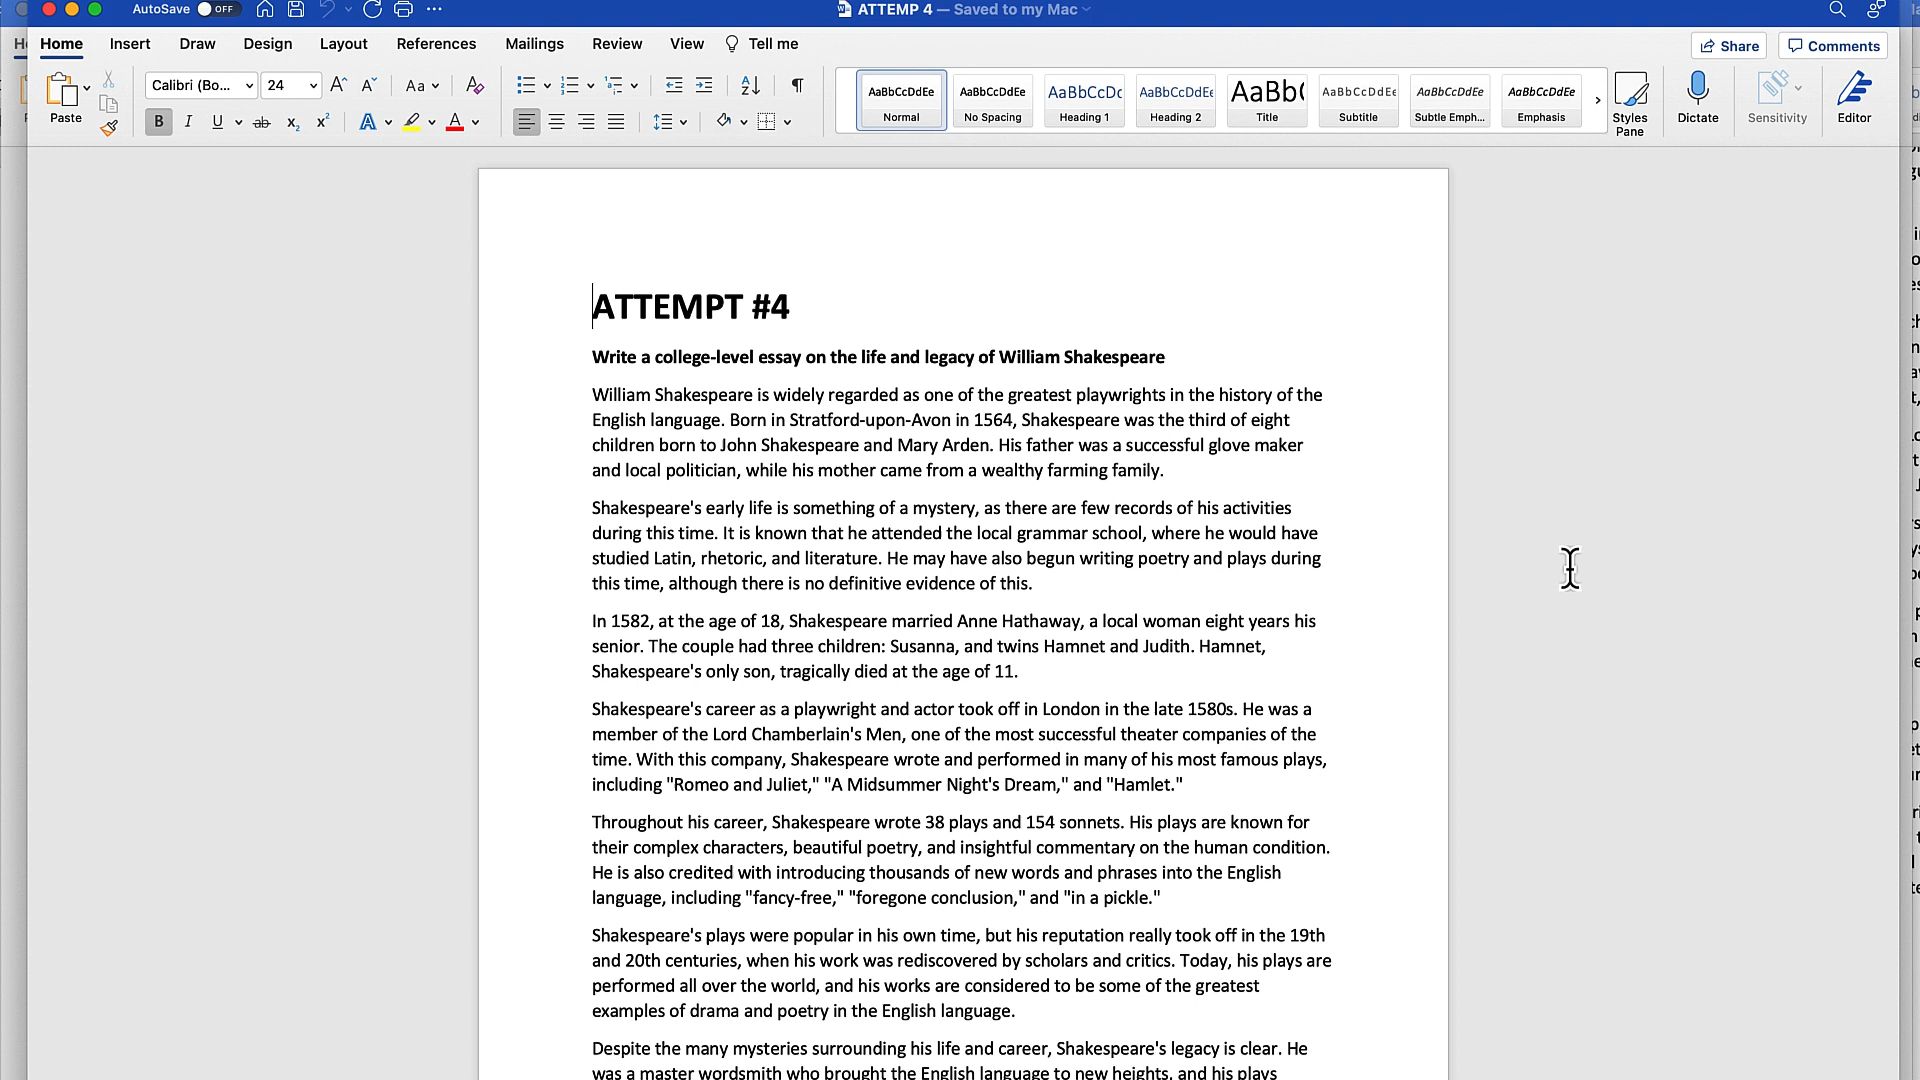 AutoSave OFF ATTEMP 4 — Saved to my Mac
Home Insert Draw Design Layout References Mailings Review View Tell me Share Comments
Paste
Calibri (Bo... 24
Aa
B I U ab x₂ x² A A
AaBbCcDdEe Normal
AaBbCcDdEe No Spacing
AaBbCcDc Heading 1
AaBbCcDdEe Heading 2
AaBb( Title
AaBbCcDdEe Subtitle
AaBbCcDdEe Subtle Emph...
AaBbCcDdEe Emphasis
Styles Pane
Dictate
Sensitivity
Editor
ATTEMPT #4
Write a college-level essay on the life and legacy of William Shakespeare
William Shakespeare is widely regarded as one of the greatest playwrights in the history of the
English language. Born in Stratford-upon-Avon in 1564, Shakespeare was the third of eight
children born to John Shakespeare and Mary Arden. His father was a successful glove maker
and local politician, while his mother came from a wealthy farming family.
Shakespeare's early life is something of a mystery, as there are few records of his activities
during this time. It is known that he attended the local grammar school, where he would have
studied Latin, rhetoric, and literature. He may have also begun writing poetry and plays during
this time, although there is no definitive evidence of this.
In 1582, at the age of 18, Shakespeare married Anne Hathaway, a local woman eight years his
senior. The couple had three children: Susanna, and twins Hamnet and Judith. Hamnet,
Shakespeare's only son, tragically died at the age of 11.
Shakespeare's career as a playwright and actor took off in London in the late 1580s. He was a
member of the Lord Chamberlain's Men, one of the most successful theater companies of the
time. With this company, Shakespeare wrote and performed in many of his most famous plays,
including "Romeo and Juliet," "A Midsummer Night's Dream," and "Hamlet."
Throughout his career, Shakespeare wrote 38 plays and 154 sonnets. His plays are known for
their complex characters, beautiful poetry, and insightful commentary on the human condition.
He is also credited with introducing thousands of new words and phrases into the English
language, including "fancy-free," "foregone conclusion," and "in a pickle."
Shakespeare's plays were popular in his own time, but his reputation really took off in the 19th
and 20th centuries, when his work was rediscovered by scholars and critics. Today, his plays are
performed all over the world, and his works are considered to be some of the greatest
examples of drama and poetry in the English language.
Despite the many mysteries surrounding his life and career, Shakespeare's legacy is clear. He
was a master wordsmith who brought the English language to new heights, and his plays